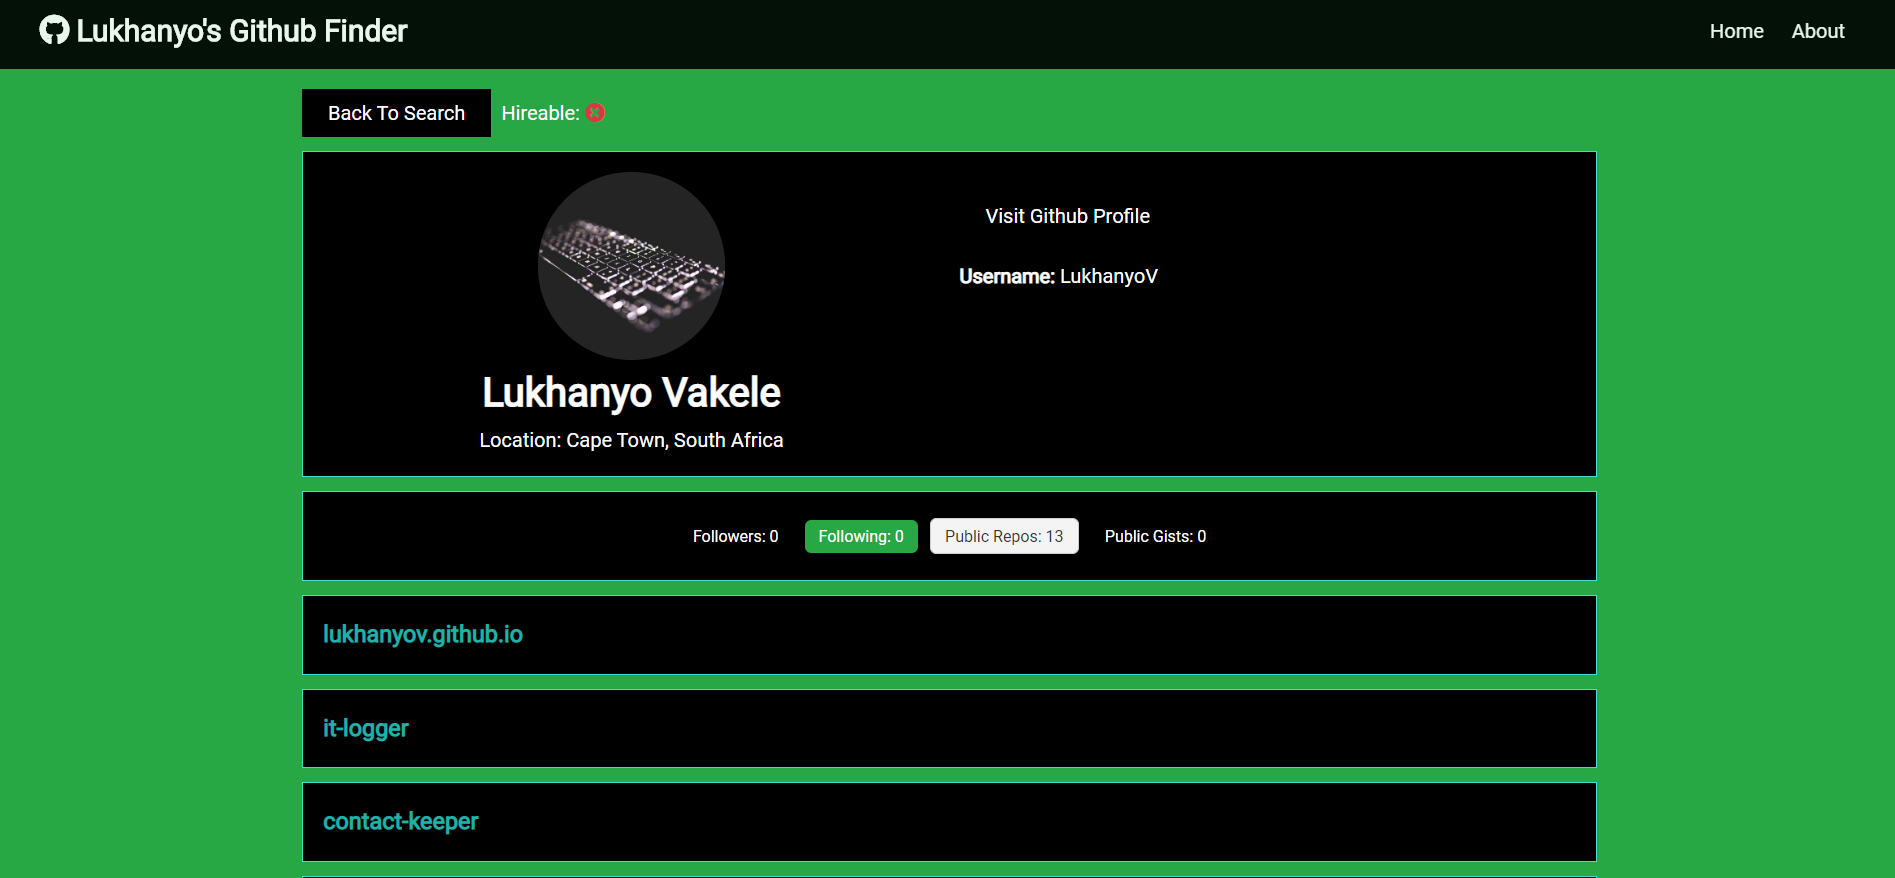 Lukhanyo's Github Finder
Home
About
Back To Search
Hireable:
Lukhanyo Vakele
Location: Cape Town, South Africa
Visit Github Profile
Username: LukhanyoV
Followers: 0
Following: 0
Public Repos: 13
Public Gists: 0
lukhanyov.github.io
it-logger
contact-keeper